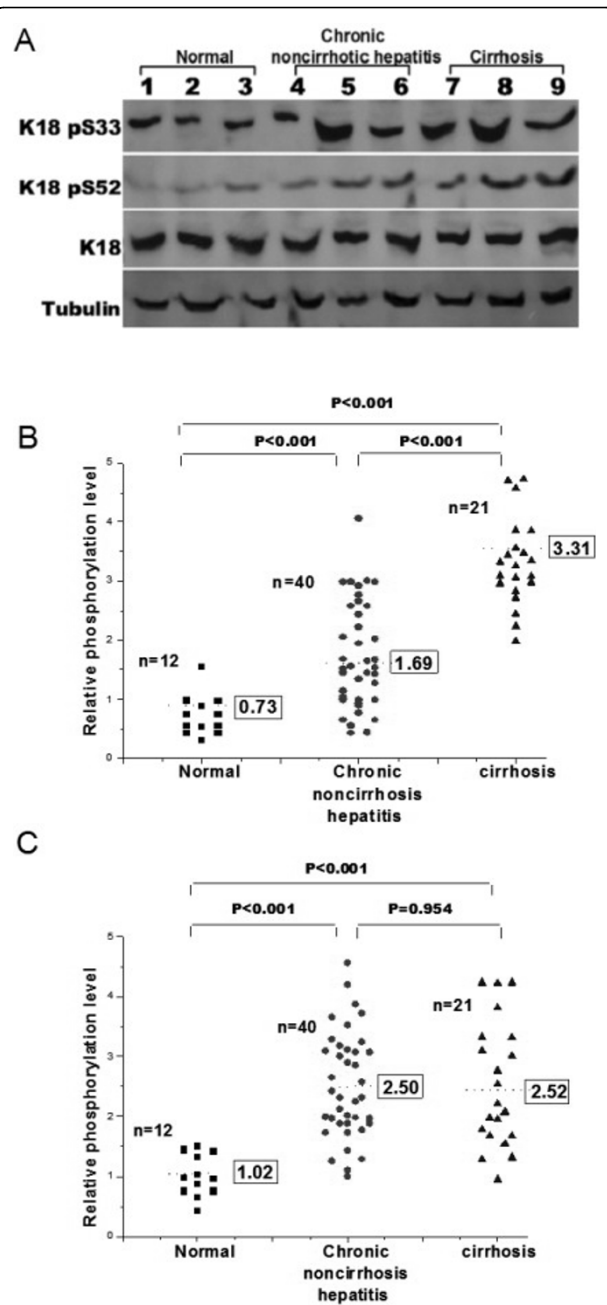 A
Normal
Chronic
noncirrhotic hepatitis
Cirrhosis
1 2 3 4 5 6 7 8 9
K18 pS33
K18 pS52
K18
Tubulin
B
P<0.001
P<0.001 P<0.001
Relative phosphorylation level
5
4
3
2
1
0
n=12
0.73
n=40
1.69
n=21
3.31
Normal
Chronic
noncirrhosis
hepatitis
cirrhosis
C
P<0.001
P<0.001 P=0.954
Relative phosphorylation level
5
4
3
2
1
0
n=12
1.02
n=40
2.50
n=21
2.52
Normal
Chronic
noncirrhosis
hepatitis
cirrhosis